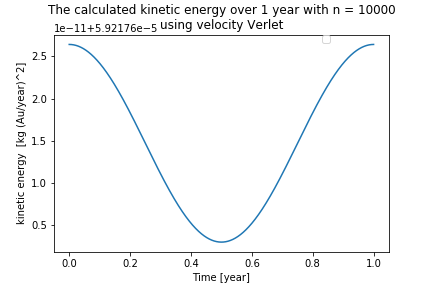 The calculated kinetic energy over 1 year with n = 10000
using velocity Verlet
1e−11+5.92176e−5
2.5
2.0
1.5
1.0
0.5
kinetic energy [kg (Au/year)^2]
0.0 0.2 0.4 0.6 0.8 1.0
Time [year]